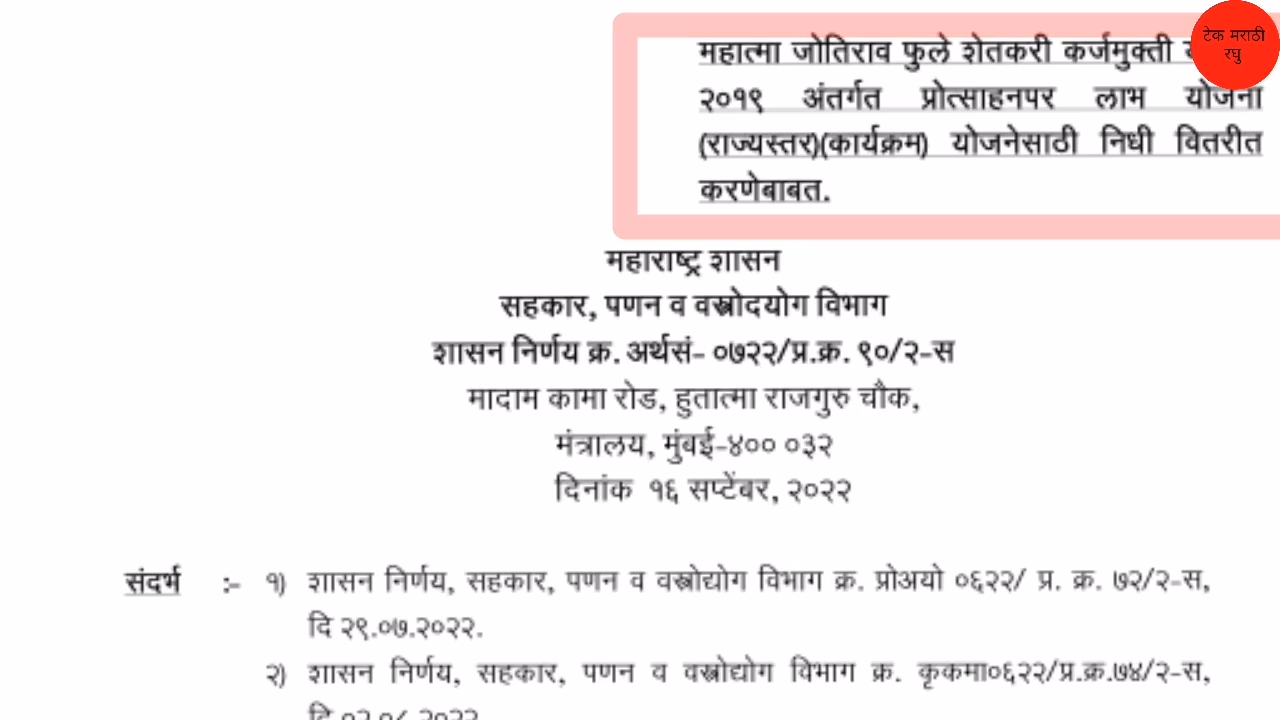 टेक मराठी
रघु
महात्मा जोतिराव फुले शेतकरी कर्जमुक्ती
२०१९ अंतर्गत प्रोत्साहनपर लाभ योजना
(राज्यस्तर)(कार्यक्रम) योजनेसाठी निधी वितरीत
करणेबाबत.
महाराष्ट्र शासन
सहकार, पणन व वस्त्रोदयोग विभाग
शासन निर्णय क्र. अर्थसं- ०७२२/प्र.क्र. ९०/२-स
मादाम कामा रोड, हुतात्मा राजगुरु चौक,
मंत्रालय, मुंबई-४०० ०३२
दिनांक १६ सप्टेंबर, २०२२
संदर्भ :- १) शासन निर्णय, सहकार, पणन व वस्त्रोद्योग विभाग क्र. प्रोअयो ०६२२/ प्र. क्र. ७२/२-स,
दि २९.०७.२०२२.
२) शासन निर्णय, सहकार, पणन व वस्त्रोद्योग विभाग क्र. कृकमा०६२२/प्र.क्र.७४/२-स,
दि